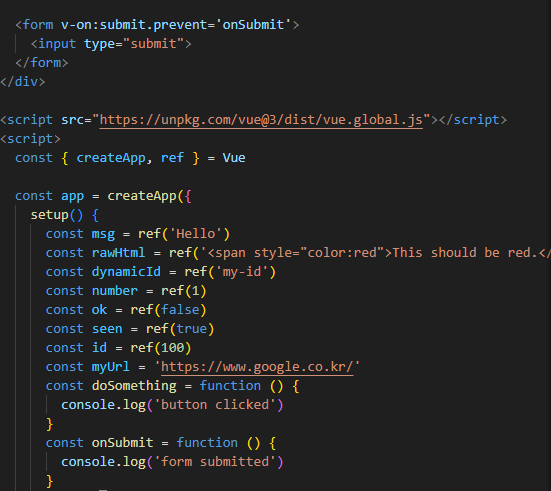 <form v-on:submit.prevent='onSubmit'>
<input type="submit">
</form>
</div>
<script src="https://unpkg.com/vue@3/dist/vue.global.js"></script>
<script>
const { createApp, ref } = Vue
const app = createApp({
setup() {
const msg = ref('Hello')
const rawHtml = ref('<span style="color:red">This should be red.</
const dynamicId = ref('my-id')
const number = ref(1)
const ok = ref(false)
const seen = ref(true)
const id = ref(100)
const myUrl = 'https://www.google.co.kr/'
const doSomething = function () {
console.log('button clicked')
}
const onSubmit = function () {
console.log('form submitted')
}